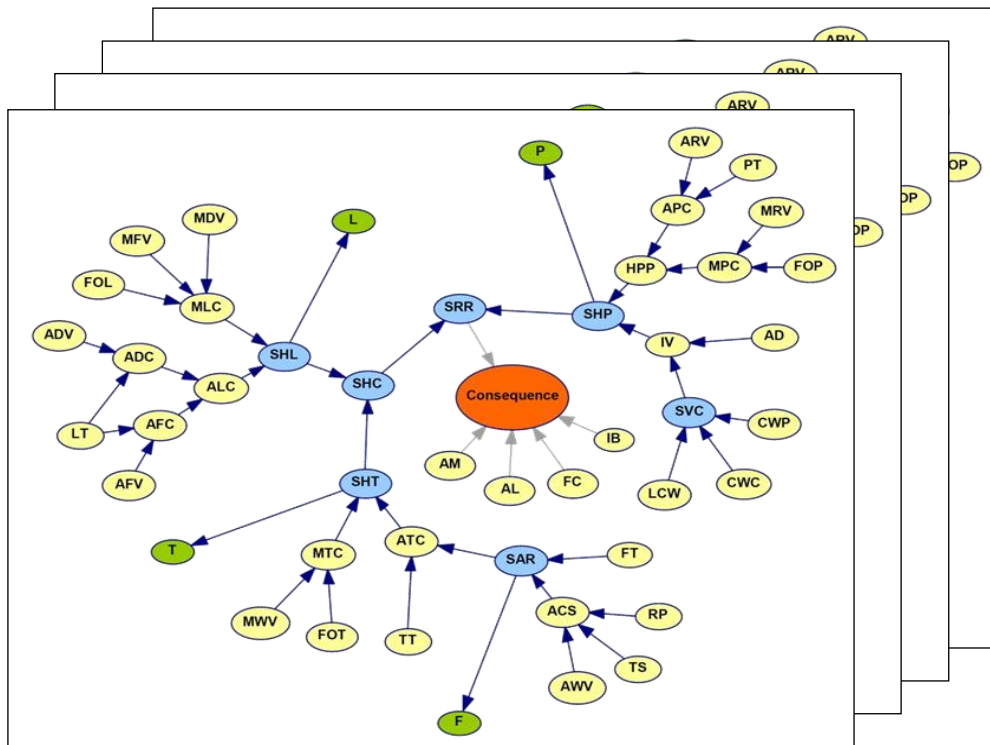 ARV
ARV
ARV
OP
OP
OP
ARV
P
PT
APC
MRV
MDV
L
MFV
HPP
MPC
FOP
FOL
MLC
SRR
SHP
ADV
ADC
SHL
IV
AD
ALC
SHC
Consequence
SVC
LT
AFC
CWP
IB
AM
AL
FC
AFV
SHT
LCW
CWC
T
MTC
ATC
SAR
FT
ACS
RP
MWV
FOT
TT
TS
AWV
F